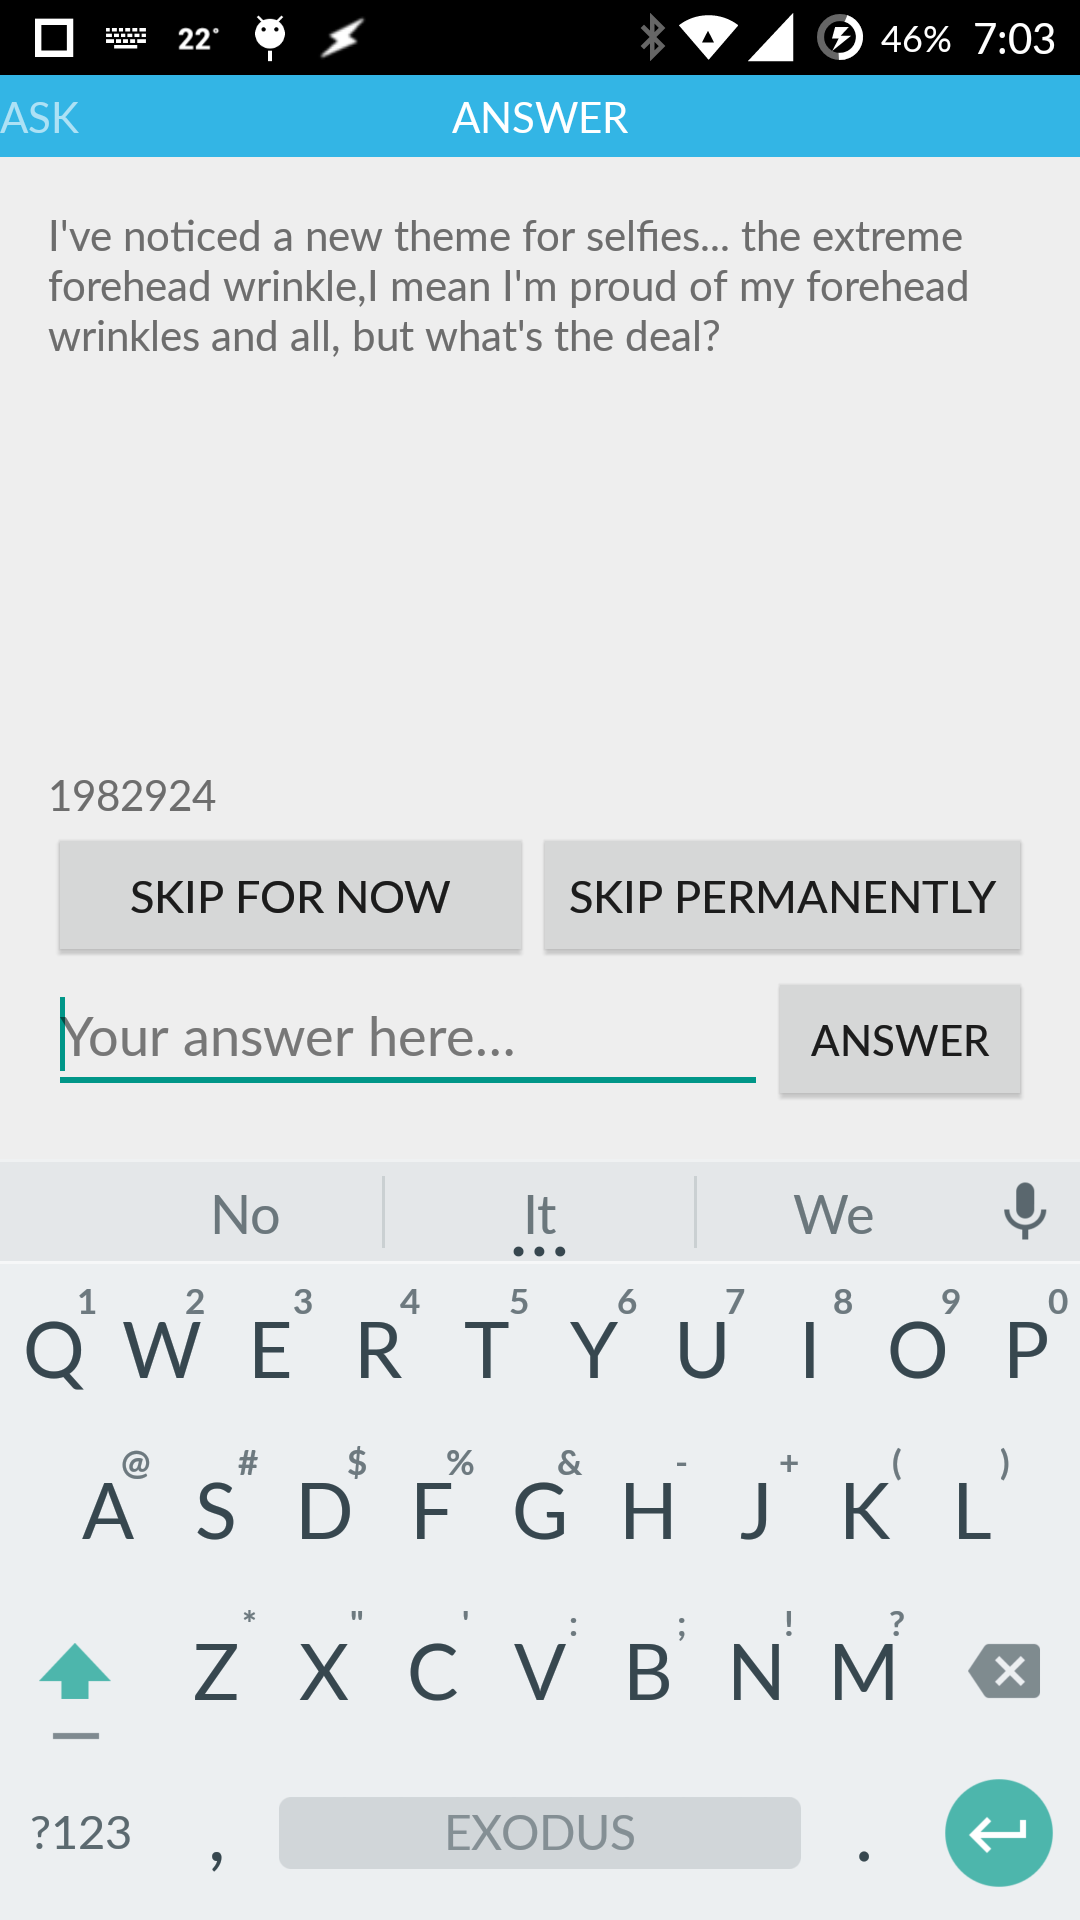 22°
46% 7:03
ASK ANSWER
I've noticed a new theme for selfies... the extreme
forehead wrinkle,I mean I'm proud of my forehead
wrinkles and all, but what's the deal?
1982924
SKIP FOR NOW SKIP PERMANENTLY
Your answer here... ANSWER
No It We
1 2 3 4 5 6 7 8 9 0
Q W E R T Y U I O P
@ # $ % & - + ( )
A S D F G H J K L
* " ' : ; ! ?
Z X C V B N M
?123 , EXODUS .